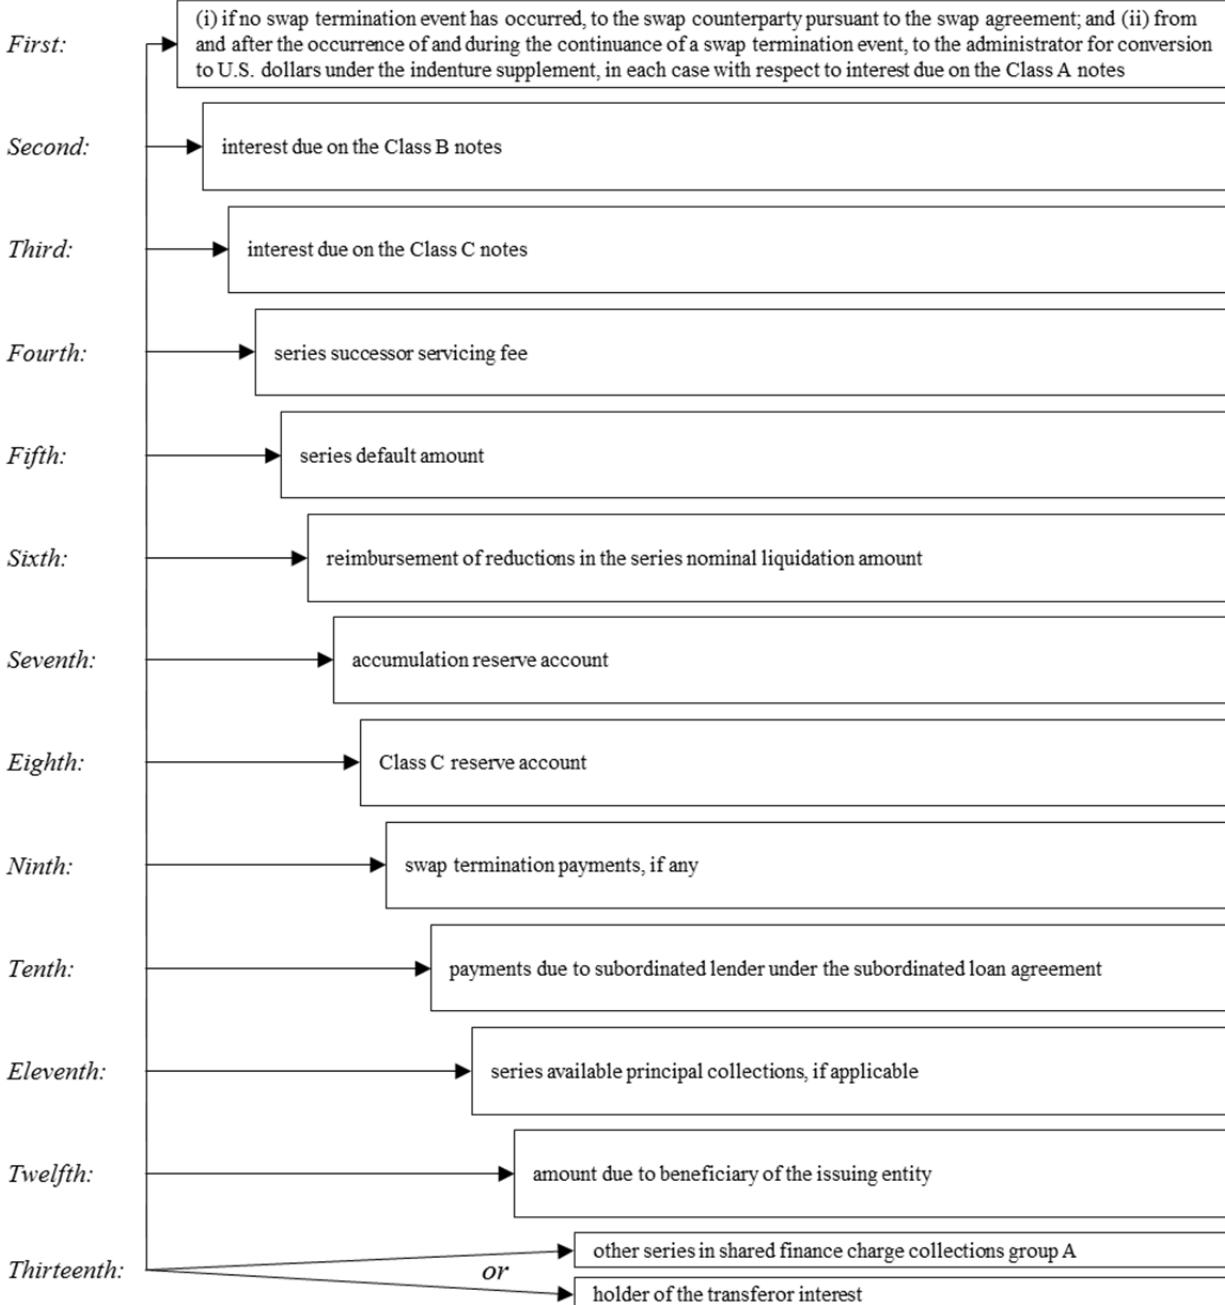 First:
(i) if no swap termination event has occurred, to the swap counterparty pursuant to the swap agreement; and (ii) from
and after the occurrence of and during the continuance of a swap termination event, to the administrator for conversion
to U.S. dollars under the indenture supplement, in each case with respect to interest due on the Class A notes
Second:
interest due on the Class B notes
Third:
interest due on the Class C notes
Fourth:
series successor servicing fee
Fifth:
series default amount
Sixth:
reimbursement of reductions in the series nominal liquidation amount
Seventh:
accumulation reserve account
Eighth:
Class C reserve account
Ninth:
swap termination payments, if any
Tenth:
payments due to subordinated lender under the subordinated loan agreement
Eleventh:
series available principal collections, if applicable
Twelfth:
amount due to beneficiary of the issuing entity
Thirteenth:
other series in shared finance charge collections group A
or
holder of the transferor interest